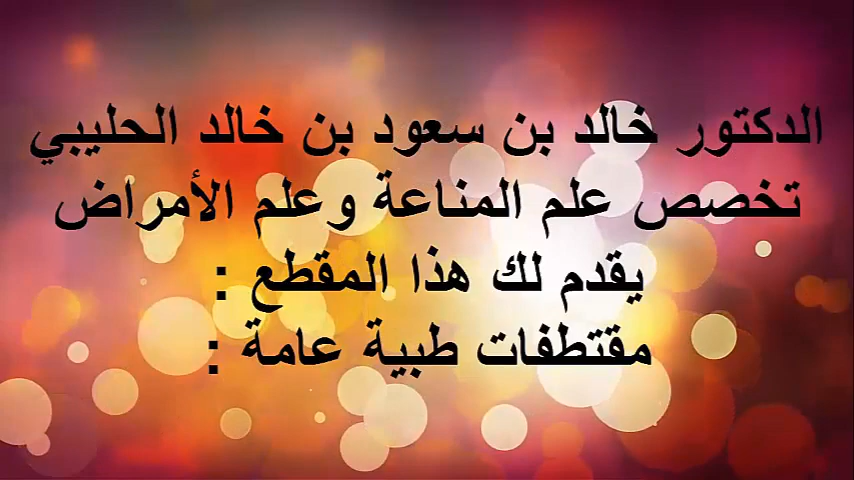 الدكتور خالد بن سعود بن خالد الحليبي
تخصص علم المناعة وعلم الأمراض
يقدم لك هذا المقطع :
مقتطفات طبية عامة :